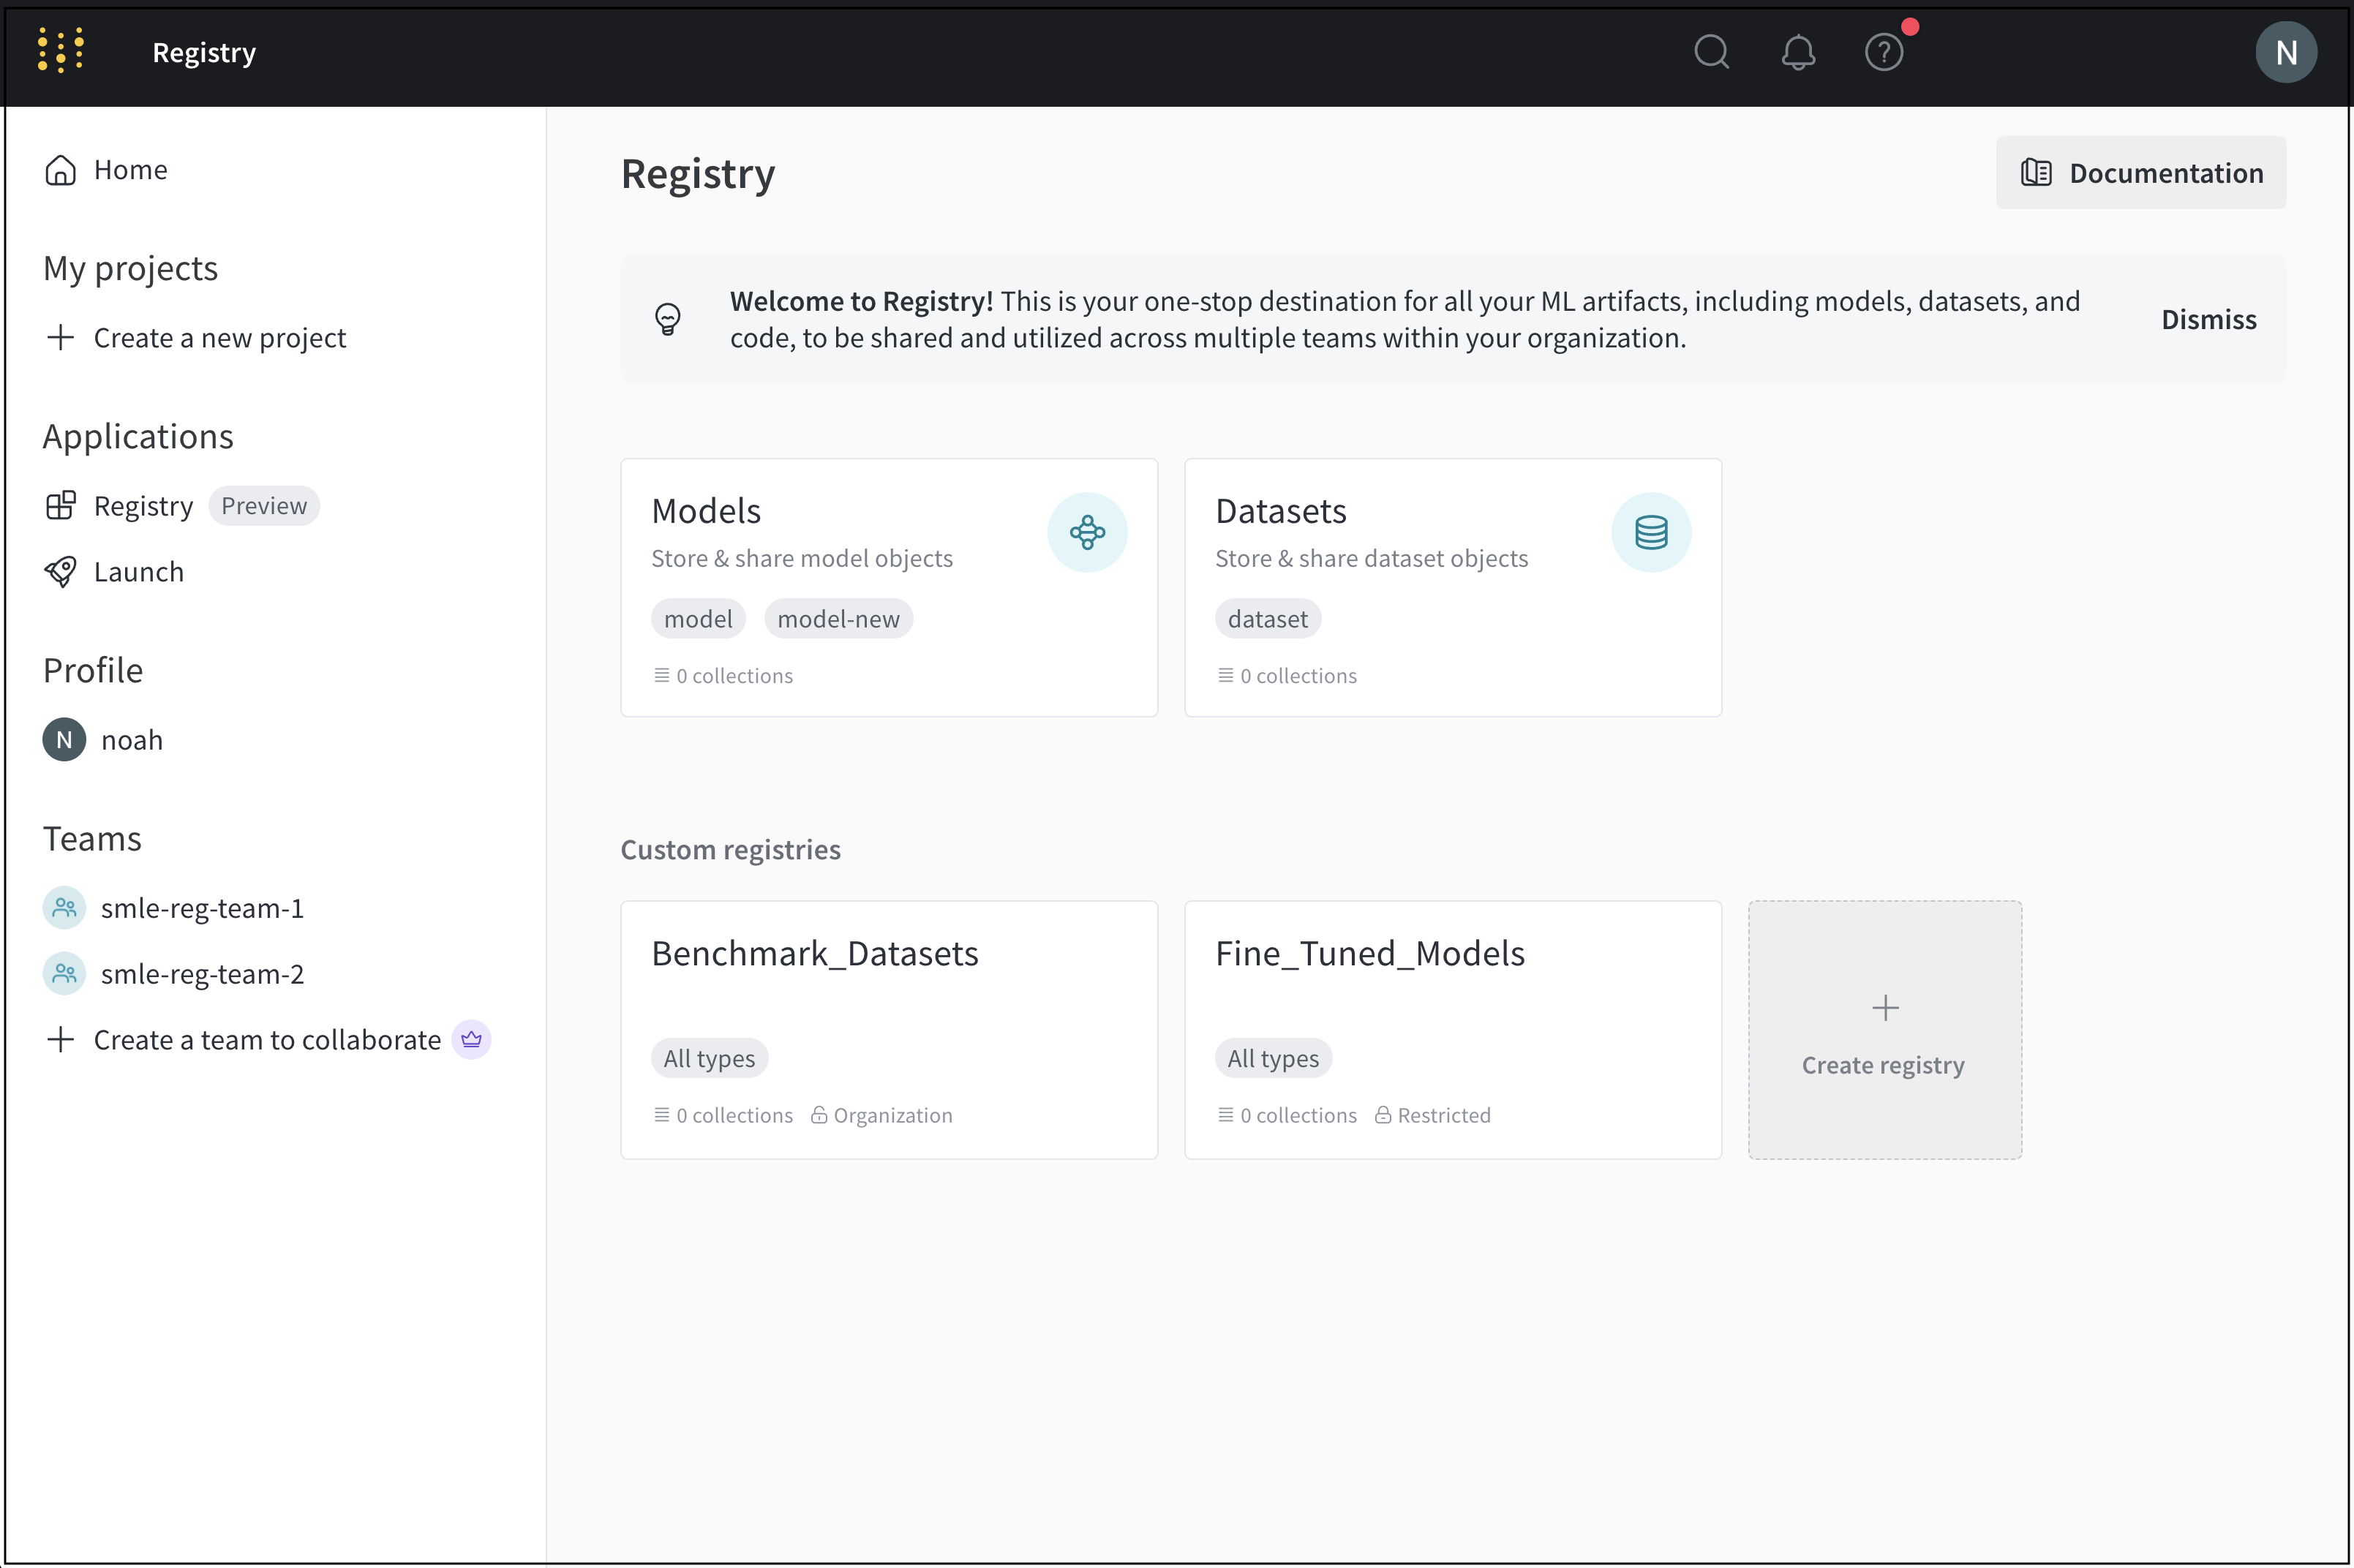 Registry
N
Home
My projects
Create a new project
Applications
Registry Preview
Launch
Profile
N noah
Teams
smle-reg-team-1
smle-reg-team-2
Create a team to collaborate
Registry
Documentation
Welcome to Registry! This is your one-stop destination for all your ML artifacts, including models, datasets, and
code, to be shared and utilized across multiple teams within your organization.
Dismiss
Models
Store & share model objects
model model-new
0 collections
Datasets
Store & share dataset objects
dataset
0 collections
Custom registries
Benchmark_Datasets
All types
0 collections Organization
Fine_Tuned_Models
All types
0 collections Restricted
Create registry